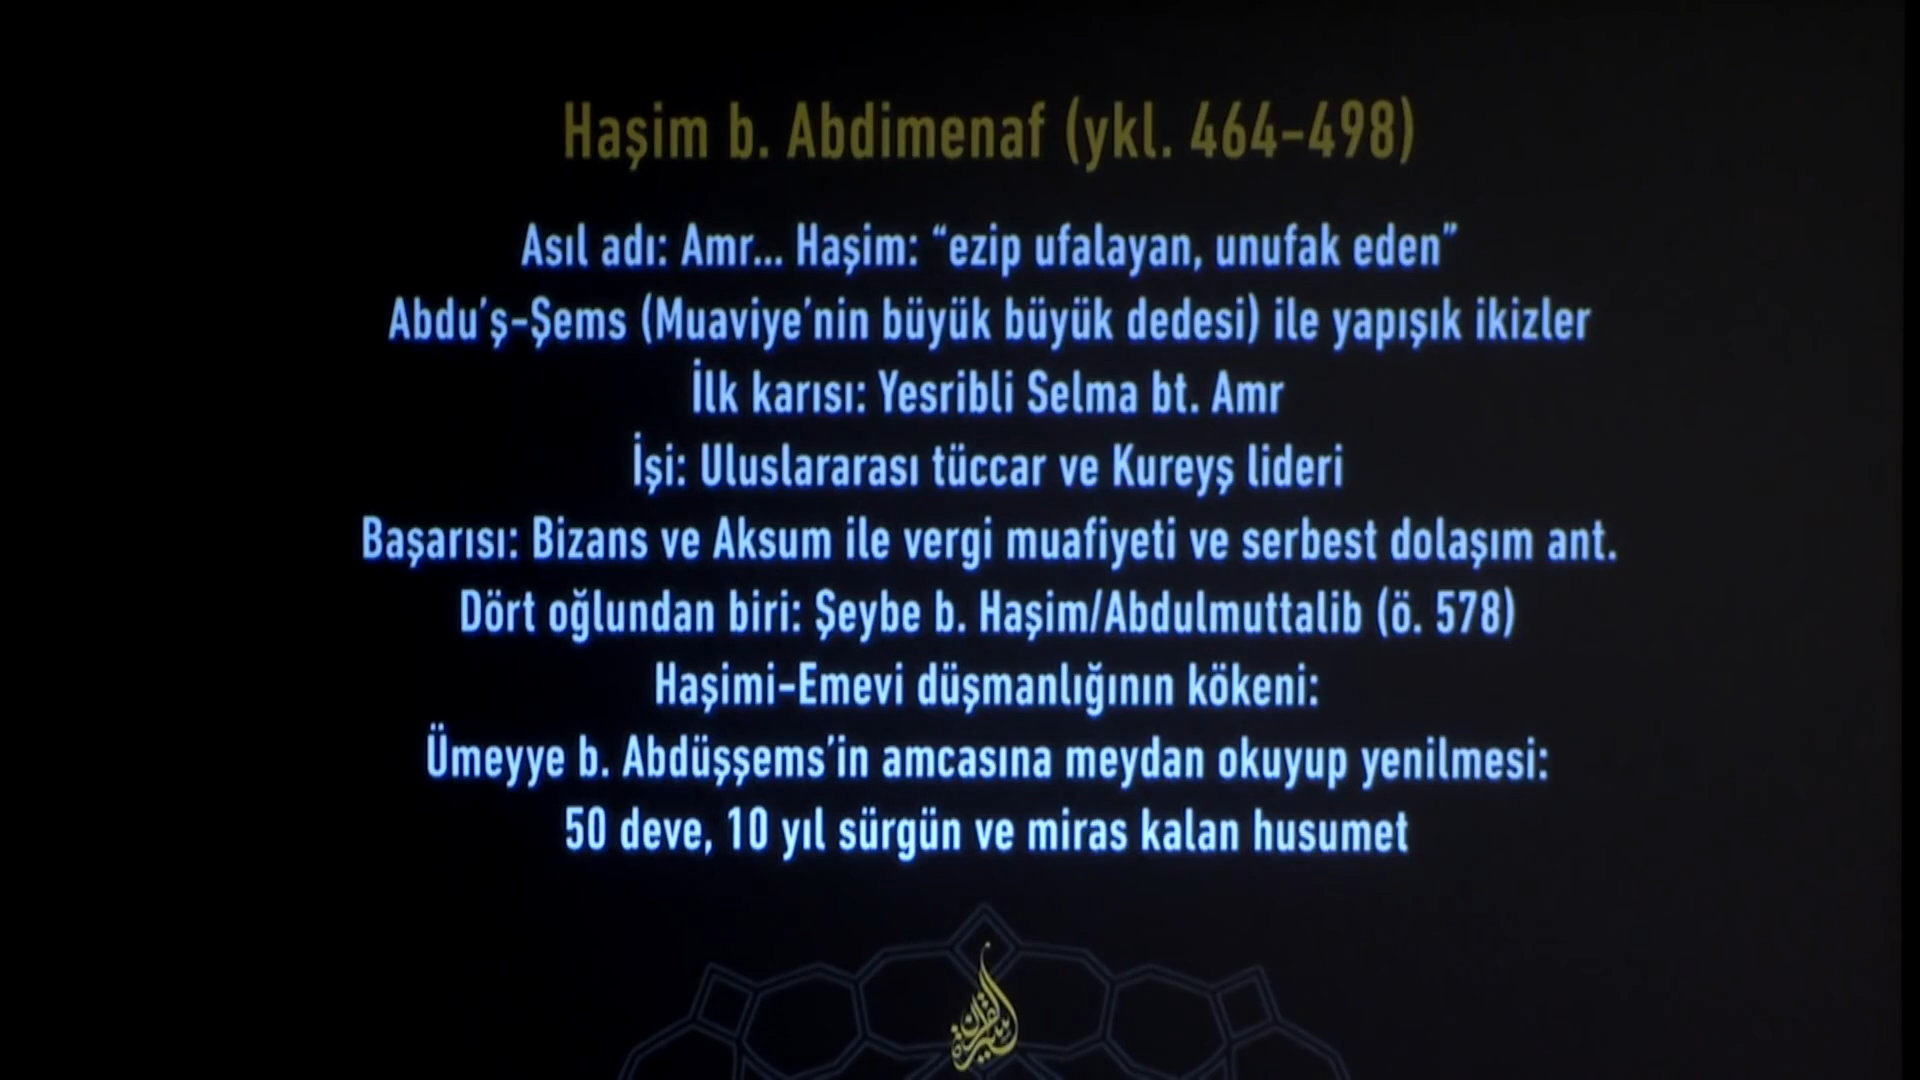 Haşim b. Abdimenaf (ykl. 464-498)
Asıl adı: Amr... Haşim: “ezip ufalayan, unufak eden”
Abdu’ş-Şems (Muaviye’nin büyük büyük dedesi) ile yapışık ikizler
İlk karısı: Yesribli Selma bt. Amr
İşi: Uluslararası tüccar ve Kureyş lideri
Başarısı: Bizans ve Aksum ile vergi muafiyeti ve serbest dolaşım ant.
Dört oğlundan biri: Şeybe b. Haşim/Abdulmuttalib (ö. 578)
Haşimi-Emevi düşmanlığının kökeni:
Ümeyye b. Abdüşşems’in amcasına meydan okuyup yenilmesi:
50 deve, 10 yıl sürgün ve miras kalan husumet